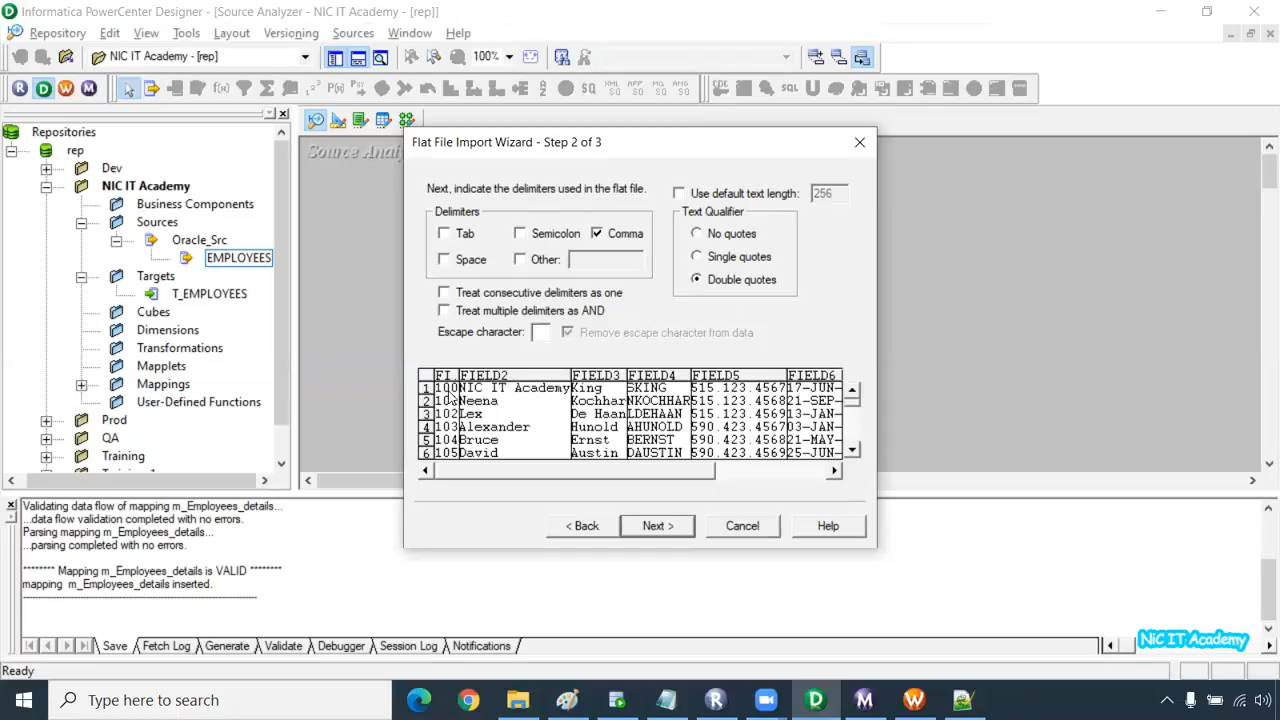 Informatica PowerCenter Designer - [Source Analyzer - NIC IT Academy - [rep]]
Repository Edit View Tools Layout Versioning Sources Window Help
NIC IT Academy - [rep] 100%
Repositories
rep
Dev
NIC IT Academy
Business Components
Sources
Oracle_Src
EMPLOYEES
Targets
T_EMPLOYEES
Cubes
Dimensions
Transformations
Mapplets
Mappings
User-Defined Functions
Prod
QA
Training
Flat File Import Wizard - Step 2 of 3
Next, indicate the delimiters used in the flat file.
Use default text length: 256
Delimiters
Tab Semicolon Comma
Space Other:
Text Qualifier
No quotes
Single quotes
Double quotes
Treat consecutive delimiters as one
Treat multiple delimiters as AND
Escape character: Remove escape character from data
FI. FIELD2 FIELD3 FIELD4 FIELD5 FIELD6
1 100 NIC IT Academy King SKING 515.123.4567 17-JUN-
2 Neena Kochhar NKOCHHAR 515.123.4568 21-SEP-
3 102 Lex De Haan LDEHAAN 515.123.4569 13-JAN-
4 103 Alexander Hunold AHUNOLD 590.423.4567 03-JAN-
5 104 Bruce Ernst BERNST 590.423.4568 21-MAY-
6 105 David Austin DAUSTIN 590.423.4569 25-JUN-
< Back Next > Cancel Help
Validating data flow of mapping m_Employees_details...
...data flow validation completed with no errors.
Parsing mapping m_Employees_details...
...parsing completed with no errors.
******** Mapping m_Employees_details is VALID ********
mapping m_Employees_details inserted.
Save Fetch Log Generate Validate Debugger Session Log Notifications
NiC IT Academy
Ready
Type here to search